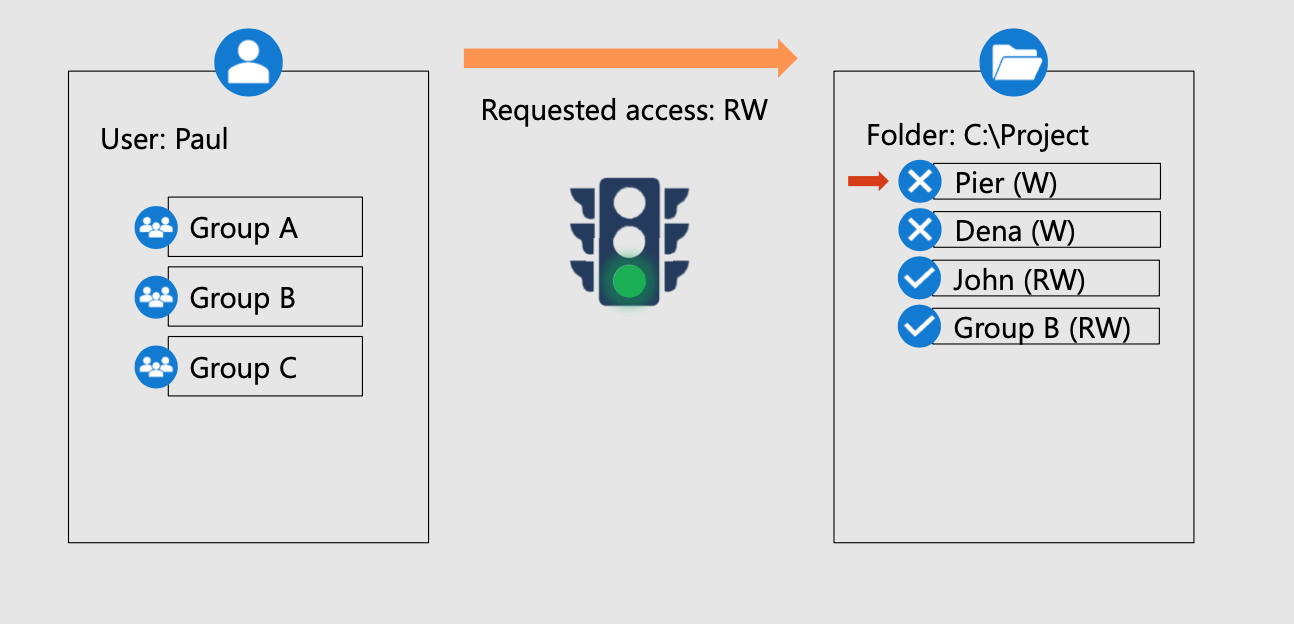 User: Paul
Group A
Group B
Group C
Requested access: RW
Folder: C:\Project
Pier (W)
Dena (W)
John (RW)
Group B (RW)